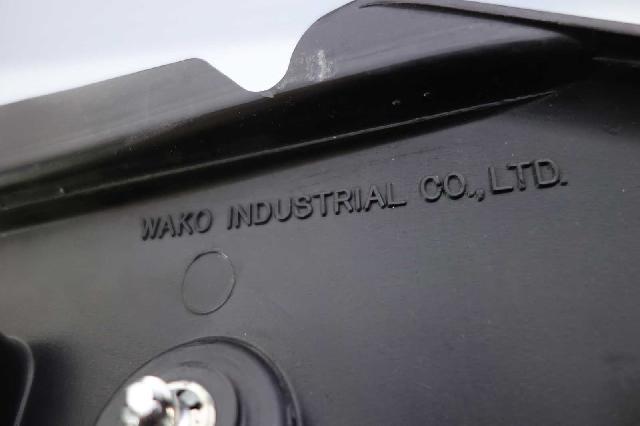 WAKO INDUSTRIAL CO., LTD.